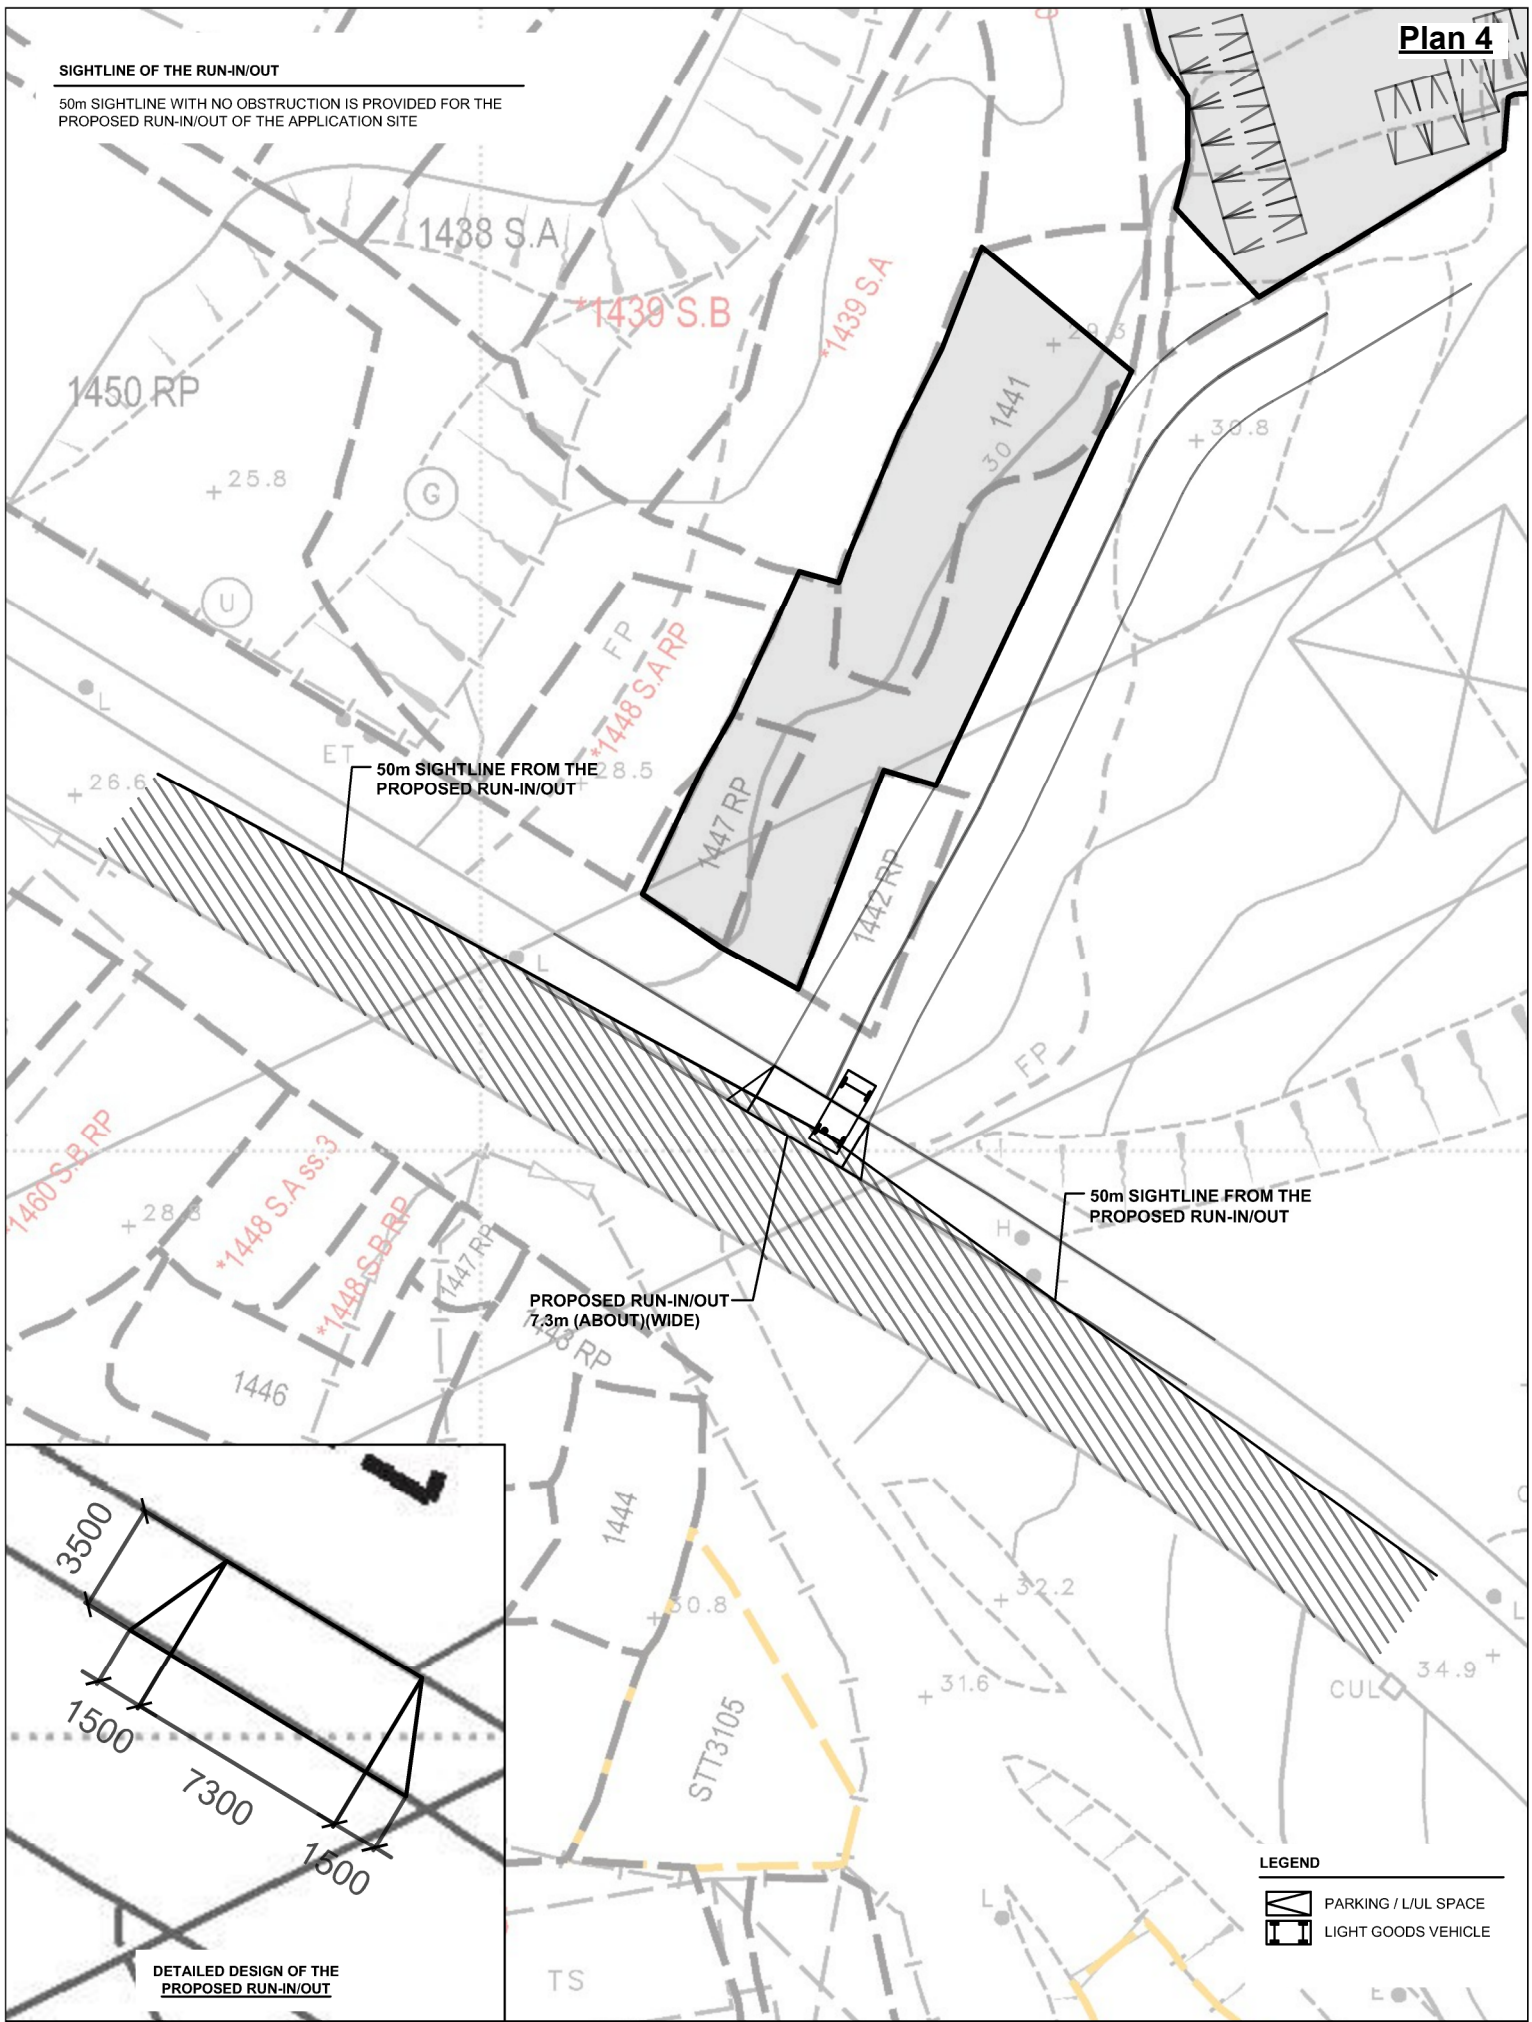 Plan 4
SIGHTLINE OF THE RUN-IN/OUT
50m SIGHTLINE WITH NO OBSTRUCTION IS PROVIDED FOR THE
PROPOSED RUN-IN/OUT OF THE APPLICATION SITE
1438 S.A
*1439 S.B
*1439 S.A
29.3
1450 RP
1441
30
30.8
25.8
G
U
FP
*1448 S.A RP
L
ET
26.6
28.5
50m SIGHTLINE FROM THE
PROPOSED RUN-IN/OUT
1447 RP
1442 RP
L
FP
*1460 S.B RP
*1448 S.A ss.3
28.8
*1448 S.B RP
1447 RP
H
50m SIGHTLINE FROM THE
PROPOSED RUN-IN/OUT
PROPOSED RUN-IN/OUT
7.3m (ABOUT)(WIDE)
1443 RP
1446
1444
3500
1500
7300
1500
DETAILED DESIGN OF THE
PROPOSED RUN-IN/OUT
30.8
32.2
31.6
STT3105
L
CUL
34.9
TS
L
E
LEGEND
PARKING / L/UL SPACE
LIGHT GOODS VEHICLE